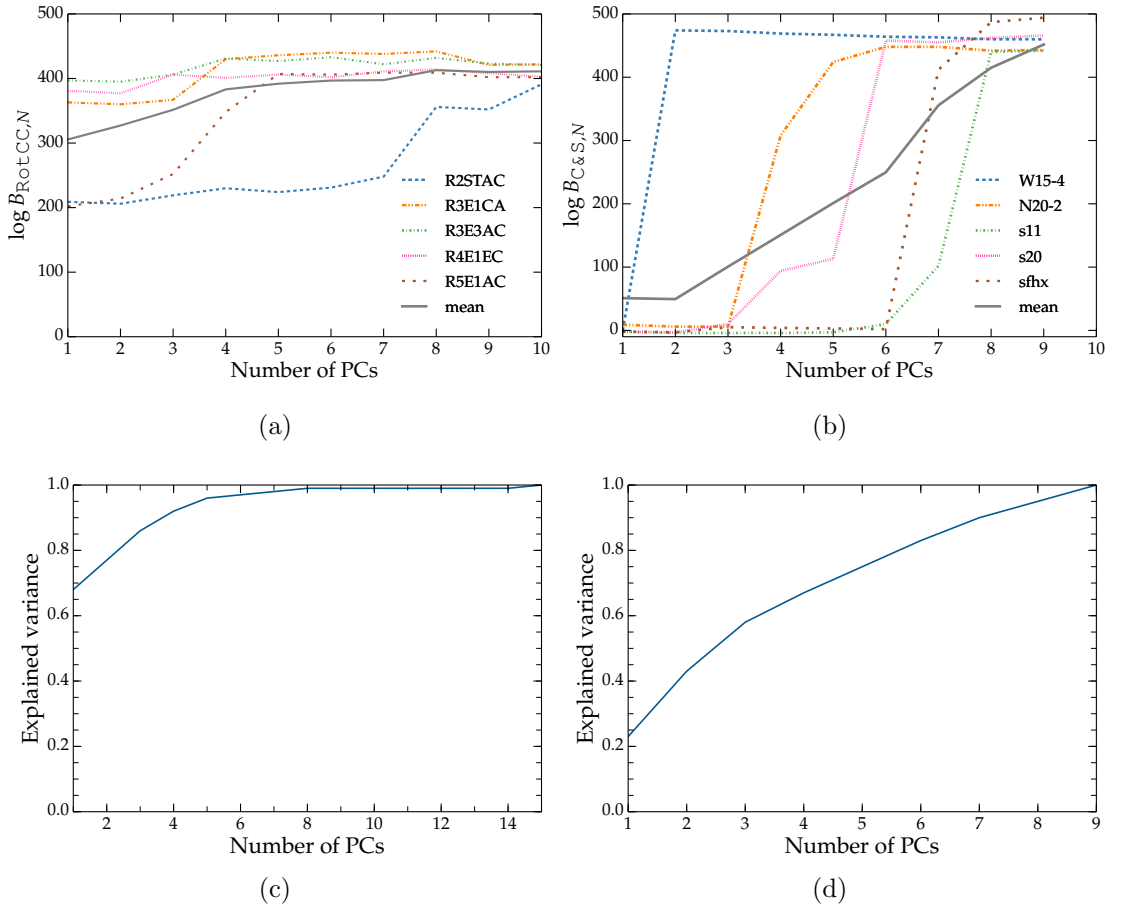 500
400
300
200
100
0
log B_RotCC,N
R2STAC
R3E1CA
R3E3AC
R4E1EC
R5E1AC
mean
1 2 3 4 5 6 7 8 9 10
Number of PCs
(a)
500
400
300
200
100
0
log B_C&S,N
W15-4
N20-2
s11
s20
sfhx
mean
1 2 3 4 5 6 7 8 9 10
Number of PCs
(b)
1.0
0.8
0.6
0.4
0.2
0.0
Explained variance
2 4 6 8 10 12 14
Number of PCs
(c)
1.0
0.8
0.6
0.4
0.2
0.0
Explained variance
1 2 3 4 5 6 7 8 9
Number of PCs
(d)